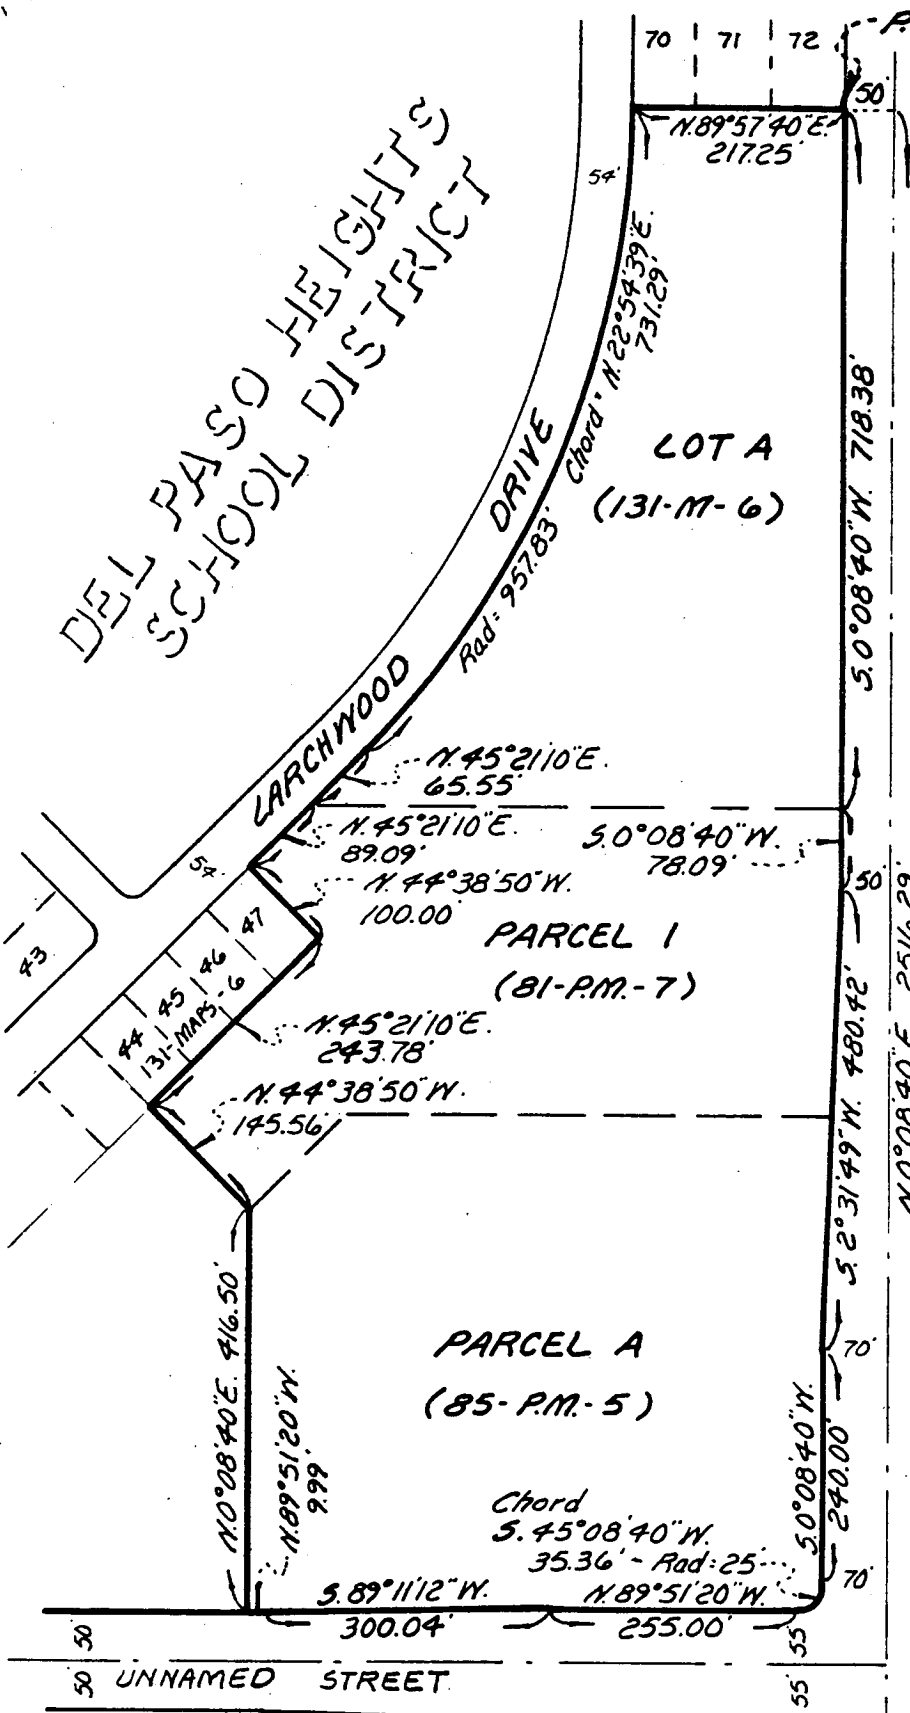 70
71
72
P.
50'
N.89°57'40"E.
217.25'
54'
DEL PASO HEIGHTS
SCHOOL DISTRICT
Chord = N.22°54'39"E.
731.29'
LOT A
(131-M-6)
S.0°08'40"W. 718.38'
LARCHWOOD DRIVE
Rad = 957.83'
N.45°21'10"E.
65.55'
N.45°21'10"E.
89.09'
S.0°08'40"W.
78.09'
54'
N.44°38'50"W.
100.00'
50'
PARCEL 1
(81-P.M.-7)
43
44
45
46
47
131-MAPS-6
N.45°21'10"E.
243.78'
N.44°38'50"W.
145.56'
S.2°31'49"W. 480.42'
N.0°08'40"E. 2516.29'
N.0°08'40"E. 416.50'
PARCEL A
(85-P.M.-5)
70'
N.89°51'20"W.
9.99'
S.0°08'40"W.
240.00'
Chord
S.45°08'40"W.
35.36' - Rad:25'
70'
S.89°11'12"W.
300.04'
N.89°51'20"W.
255.00'
50
50
UNNAMED STREET
55'
55'